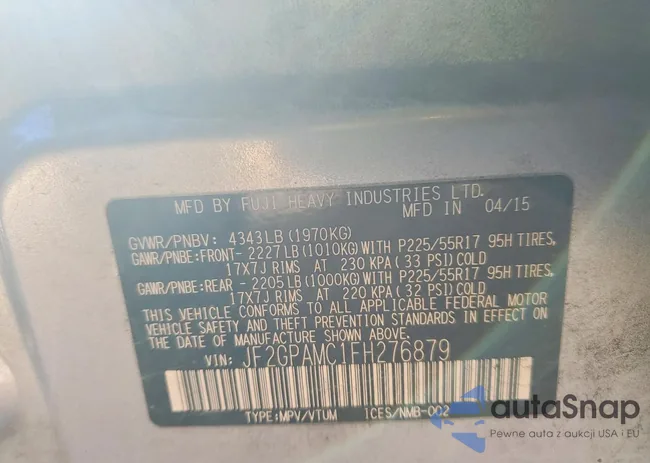 MFD BY FUJI HEAVY INDUSTRIES LTD.
MFD IN 04/15
GVWR/PNBV: 4343LB (1970KG)
GAWR/PNBE:FRONT-2227LB (1010KG)WITH P225/55R17 95H TIRES,
17X7J RIMS AT 230 KPA (33 PSI) COLD
GAWR/PNBE:REAR -2205LB (1000KG)WITH P225/55R17 95H TIRES,
17X7J RIMS AT 220 KPA (32 PSI) COLD
THIS VEHICLE CONFORMS TO ALL APPLICABLE FEDERAL MOTOR
VEHICLE SAFETY AND THEFT PREVENTION STANDARDS IN EFFECT ON
THE DATE OF MANUFACTURE SHOWN ABOVE.
VIN: JF2GPAMC1FH276879
TYPE:MPV/VTUM ICES/NMB-002
autoSnap
Pewne auta z aukcji USA i EU